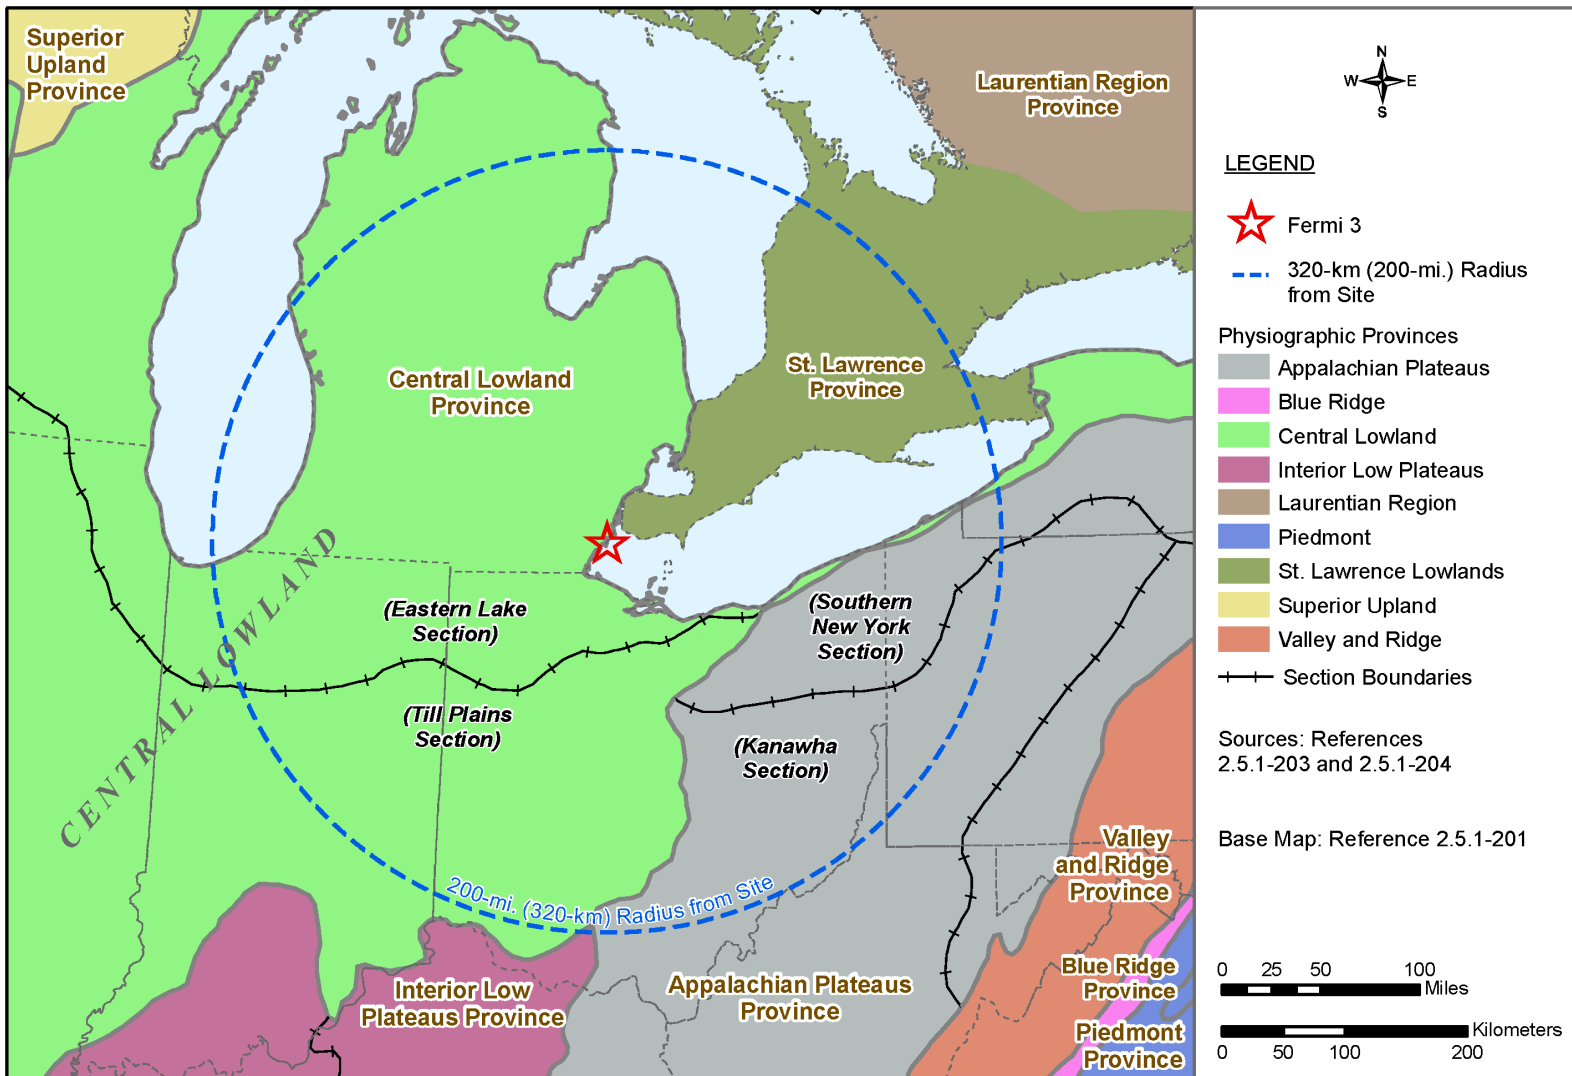 Superior
Upland
Province
Laurentian Region
Province
Central Lowland
Province
St. Lawrence
Province
CENTRAL LOWLAND
(Eastern Lake
Section)
(Southern
New York
Section)
(Till Plains
Section)
(Kanawha
Section)
200-mi. (320-km) Radius from Site
Valley
and Ridge
Province
Interior Low
Plateaus Province
Appalachian Plateaus
Province
Blue Ridge
Province
Piedmont
Province
N
W E
S
LEGEND
Fermi 3
320-km (200-mi.) Radius
from Site
Physiographic Provinces
Appalachian Plateaus
Blue Ridge
Central Lowland
Interior Low Plateaus
Laurentian Region
Piedmont
St. Lawrence Lowlands
Superior Upland
Valley and Ridge
Section Boundaries
Sources: References
2.5.1-203 and 2.5.1-204
Base Map: Reference 2.5.1-201
0 25 50 100
Miles
Kilometers
0 50 100 200